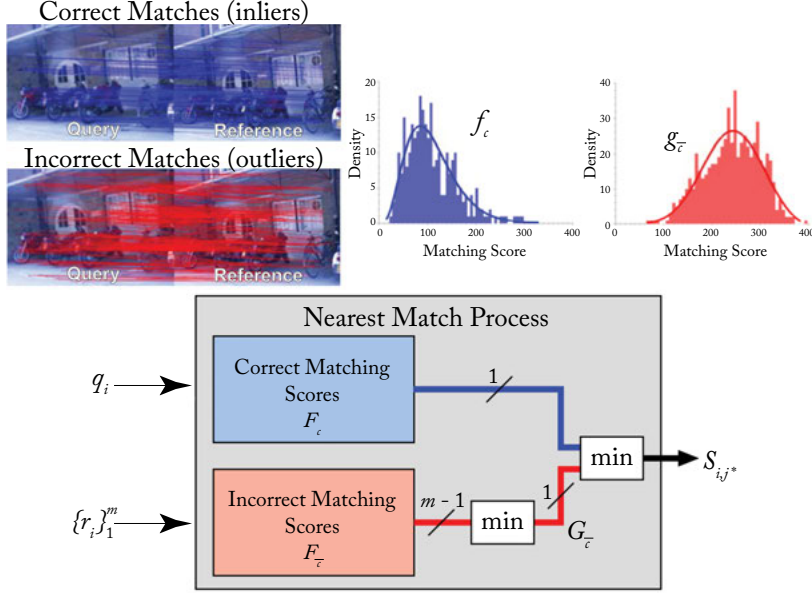 Correct Matches (inliers)
Query Reference
Incorrect Matches (outliers)
Query Reference
20
15
10
5
0
Density
f_c
0 100 200 300 400
Matching Score
40
30
20
10
0
Density
g_c̅
0 100 200 300 400
Matching Score
Nearest Match Process
q_i
Correct Matching
Scores
F_c
1
min
S_{i,j*}
{r_i}_1^m
Incorrect Matching
Scores
F_c̅
m - 1
min
1
G_c̅